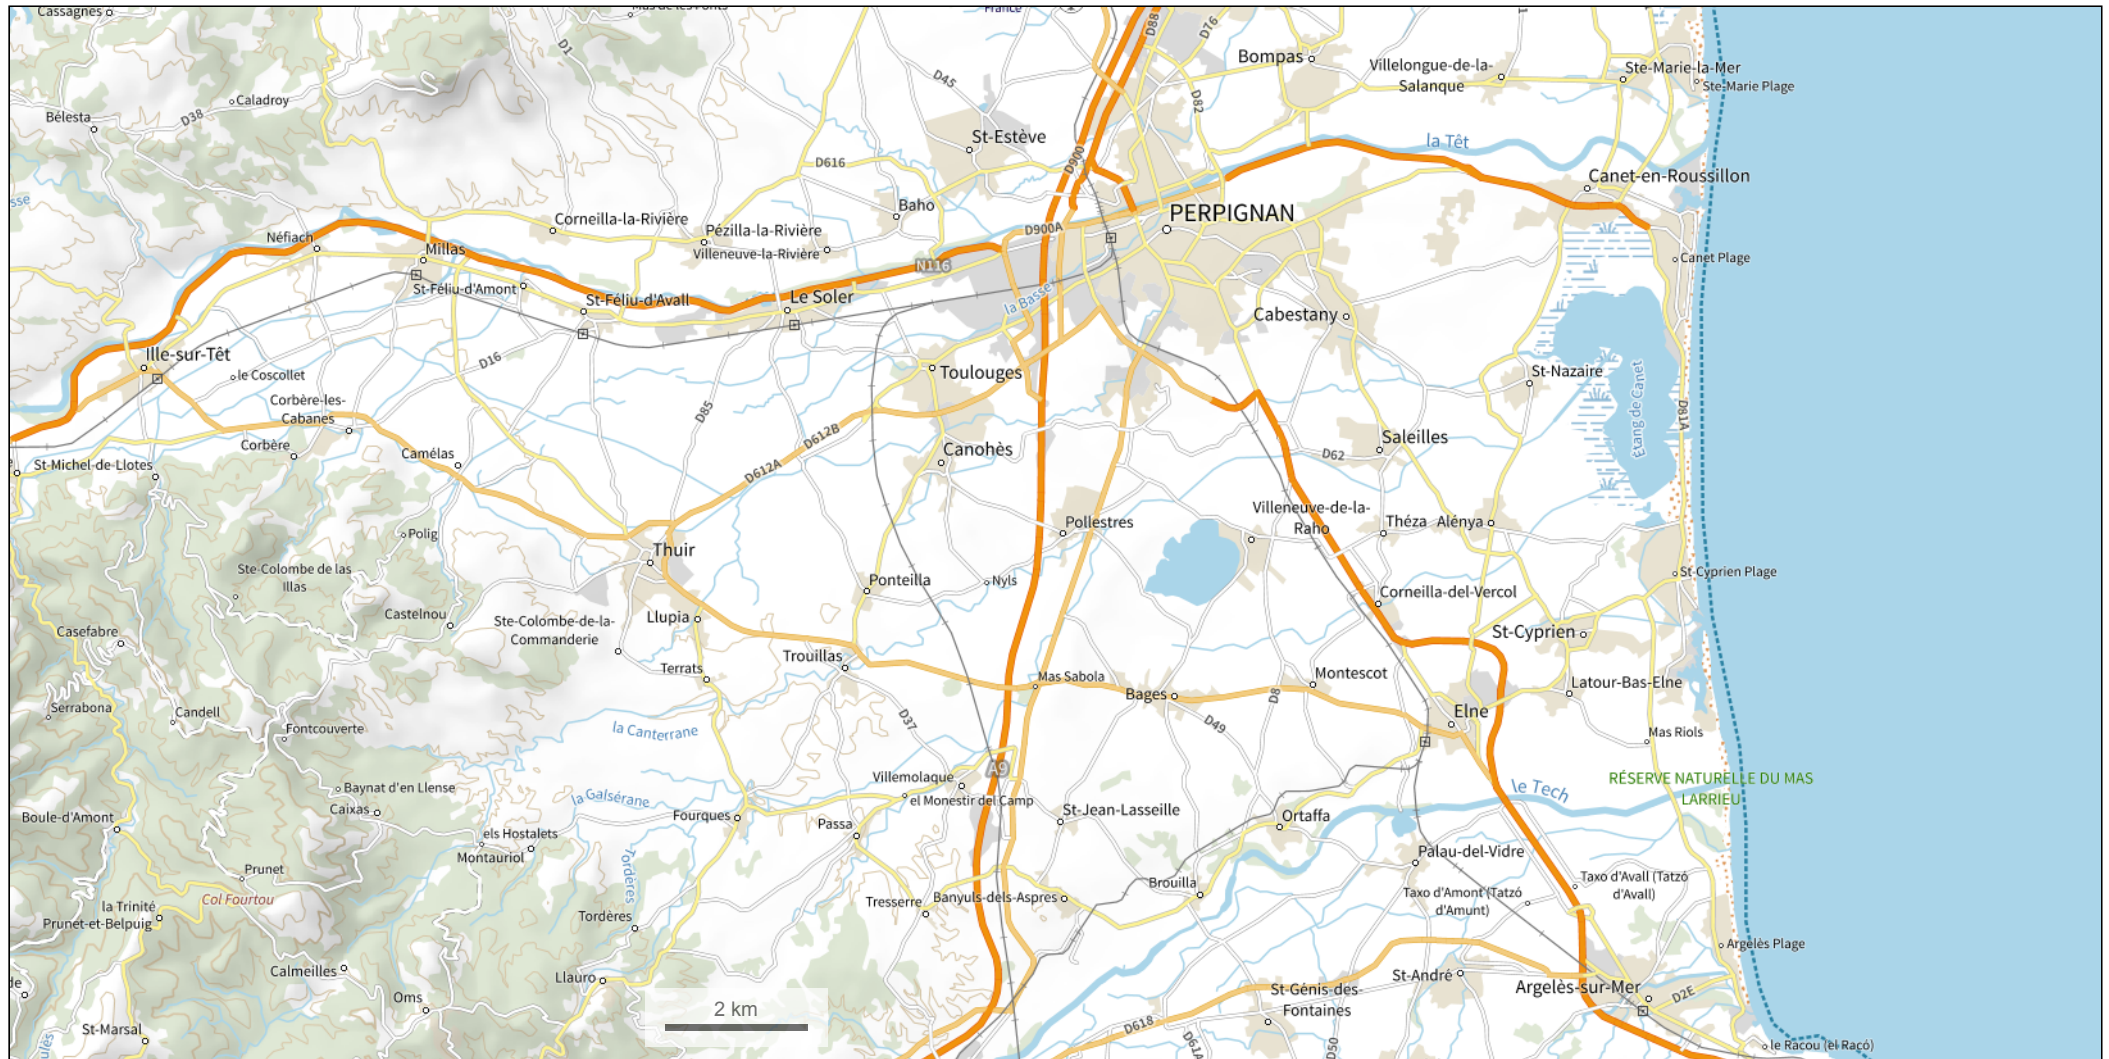 Cassagnes
France
D88
D76
D1
D45
Bompas
Villelongue-de-la-
Salanque
Ste-Marie-la-Mer
Ste-Marie Plage
Caladroy
D38
Bélesta
D82
St-Estève
la Têt
D900
D616
Canet-en-Roussillon
Baho
PERPIGNAN
Corneilla-la-Rivière
Pézilla-la-Rivière
Villeneuve-la-Rivière
D900A
Néfiach
Millas
N116
Canet Plage
St-Féliu-d'Amont
St-Féliu-d'Avall
Le Soler
la Basse
Cabestany
Ille-sur-Têt
D16
le Coscollet
Toulouges
St-Nazaire
Étang de Canet
D81A
Corbère-les-
Cabanes
D85
D612B
Corbère
Camélas
D612A
Canohès
D62
Saleilles
St-Michel-de-Llotes
Villeneuve-de-la-
Raho
Pollestres
Théza
Alénya
Polig
Thuir
Ste-Colombe de las
Illas
Ponteilla
Nyls
St-Cyprien Plage
Castelnou
Ste-Colombe-de-la-
Commanderie
Llupia
Corneilla-del-Vercol
St-Cyprien
Casefabre
Trouillas
Terrats
Mas Sabola
Bages
Montescot
D8
Latour-Bas-Elne
Serrabona
Candell
Fontcouverte
la Canterrane
D37
D49
Elne
Mas Riols
A9
Villemolaque
RÉSERVE NATURELLE DU MAS
LARRIEU
le Tech
Baynat d'en Llense
Caixas
la Galsérane
el Monestir del Camp
St-Jean-Lasseille
Boule-d'Amont
Fourques
Passa
Ortaffa
els Hostalets
Montauriol
Palau-del-Vidre
Prunet
Col Fourtou
Tordères
Brouilla
Taxo d'Avall (Tatzó
d'Avall)
Taxo d'Amont (Tatzó
d'Amunt)
la Trinité
Prunet-et-Belpuig
Tresserre
Banyuls-dels-Aspres
Tordères
Argelès Plage
Calmeilles
Llauro
St-André
Argelès-sur-Mer
St-Génis-des-
Fontaines
D2E
Oms
2 km
St-Marsal
D618
D61A
D50
le Racou (el Racó)